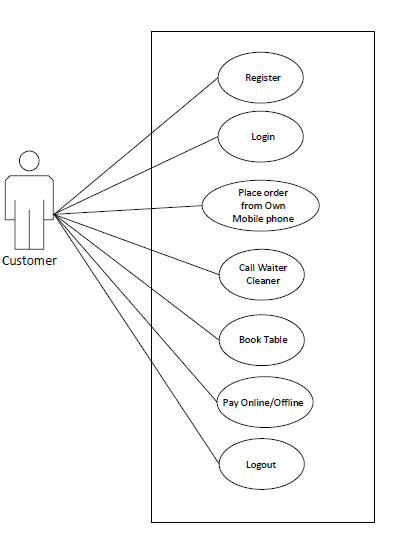 Register
Login
Place order
from Own
Mobile phone
Customer
Call Waiter
Cleaner
Book Table
Pay Online/Offline
Logout